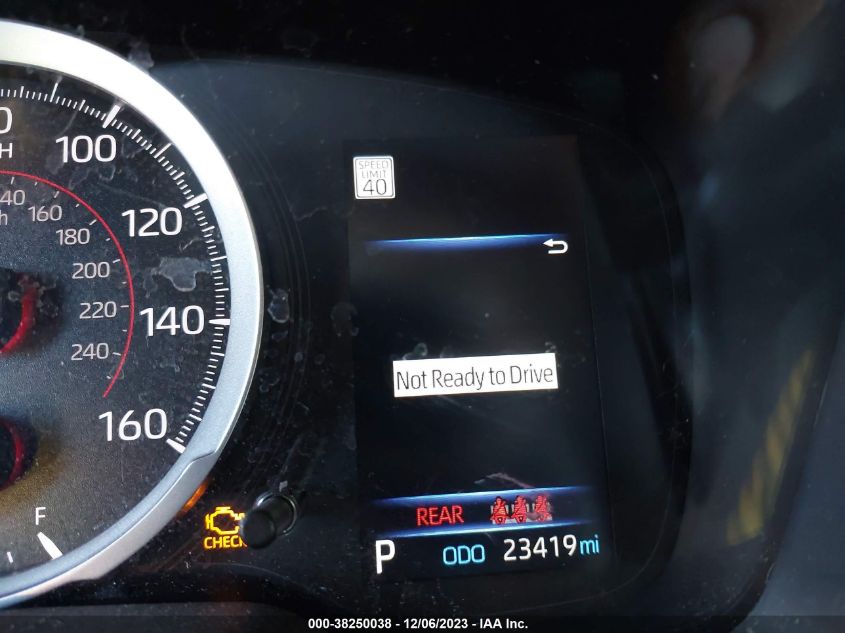 100
120
140
160
160
180
200
220
240
F
CHECK
SPEED
LIMIT
40
Not Ready to Drive
REAR
P ODO 23419 mi
000-38250038 - 12/06/2023 - IAA Inc.